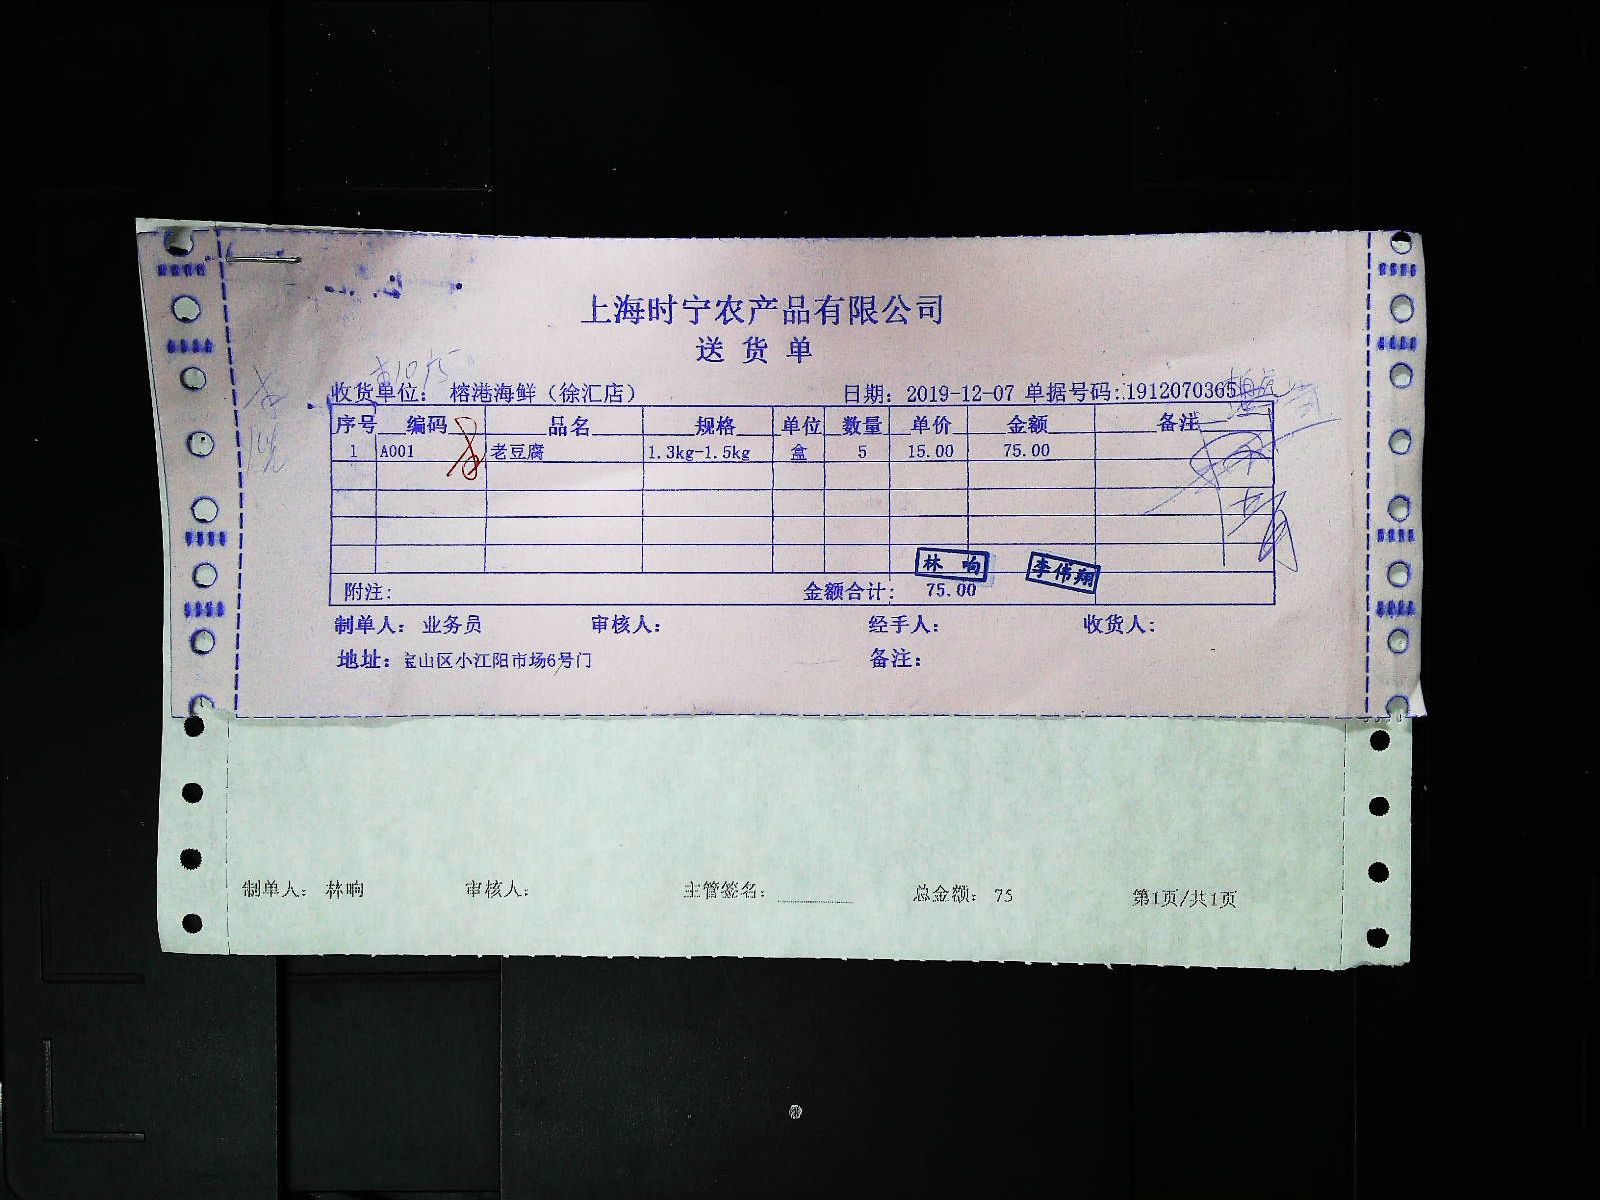 上海时宁农产品有限公司
送货单
收货单位: 榕港海鲜（徐汇店） 日期: 2019-12-07 单据号码:1912070365
序号 编码 品名 规格 单位 数量 单价 金额 备注
1 A001 老豆腐 1.3kg-1.5kg 盒 5 15.00 75.00
林响 李伟翔
附注: 金额合计: 75.00
制单人: 业务员 审核人: 经手人: 收货人:
地址: 宝山区小江阳市场6号门 备注:
制单人: 林响 审核人: 主管签名: 总金额: 75 第1页/共1页